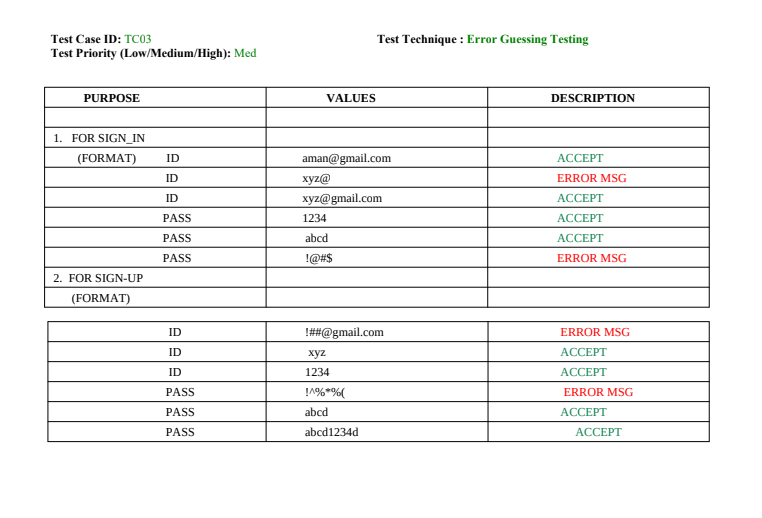 Test Case ID: TC03 Test Technique : Error Guessing Testing
Test Priority (Low/Medium/High): Med
PURPOSE VALUES DESCRIPTION
1. FOR SIGN_IN
(FORMAT) ID aman@gmail.com ACCEPT
ID xyz@ ERROR MSG
ID xyz@gmail.com ACCEPT
PASS 1234 ACCEPT
PASS abcd ACCEPT
PASS !@#$ ERROR MSG
2. FOR SIGN-UP
(FORMAT)
ID !##@gmail.com ERROR MSG
ID xyz ACCEPT
ID 1234 ACCEPT
PASS !^%*%( ERROR MSG
PASS abcd ACCEPT
PASS abcd1234d ACCEPT